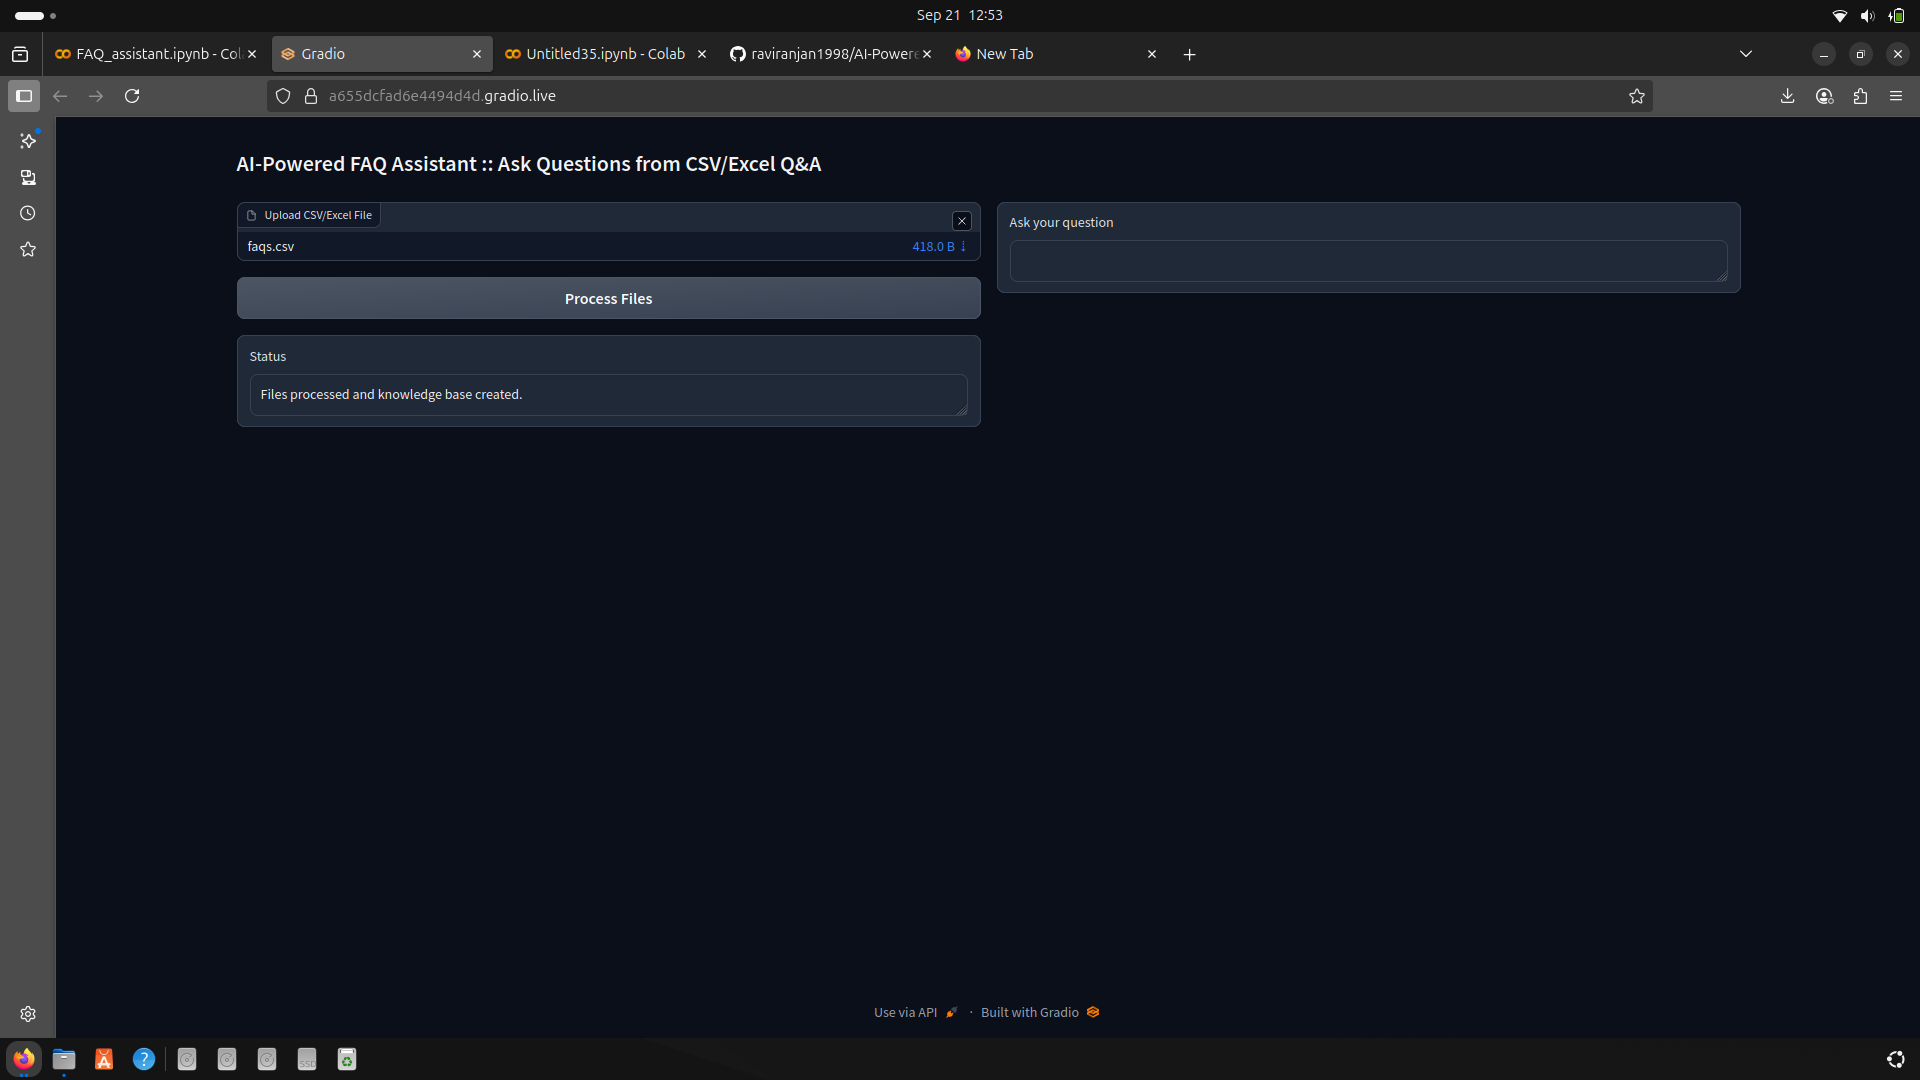 Sep 21 12:53
FAQ_assistant.ipynb - Col
Gradio
Untitled35.ipynb - Colab
raviranjan1998/AI-Powere
New Tab
a655dcfad6e4494d4d.gradio.live
AI-Powered FAQ Assistant :: Ask Questions from CSV/Excel Q&A
Upload CSV/Excel File
faqs.csv
418.0 B ↓
Process Files
Status
Files processed and knowledge base created.
Ask your question
Use via API
·
Built with Gradio
SSD